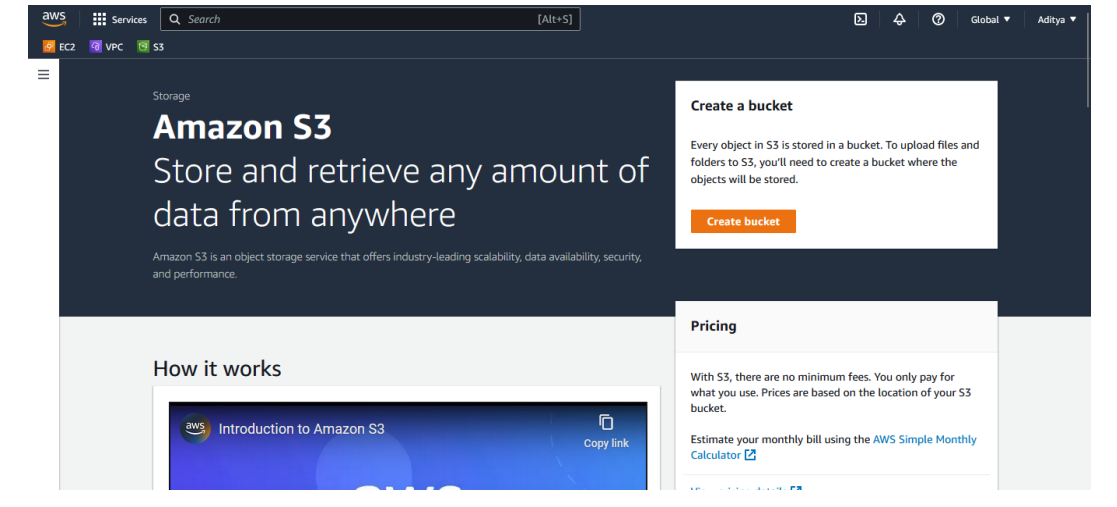 aws
Services
Search
[Alt+S]
Global
Aditya
EC2
VPC
S3
Storage
Amazon S3
Store and retrieve any amount of
data from anywhere
Amazon S3 is an object storage service that offers industry-leading scalability, data availability, security,
and performance.
Create a bucket
Every object in S3 is stored in a bucket. To upload files and
folders to S3, you'll need to create a bucket where the
objects will be stored.
Create bucket
How it works
aws
Introduction to Amazon S3
Copy link
Pricing
With S3, there are no minimum fees. You only pay for
what you use. Prices are based on the location of your S3
bucket.
Estimate your monthly bill using the AWS Simple Monthly
Calculator